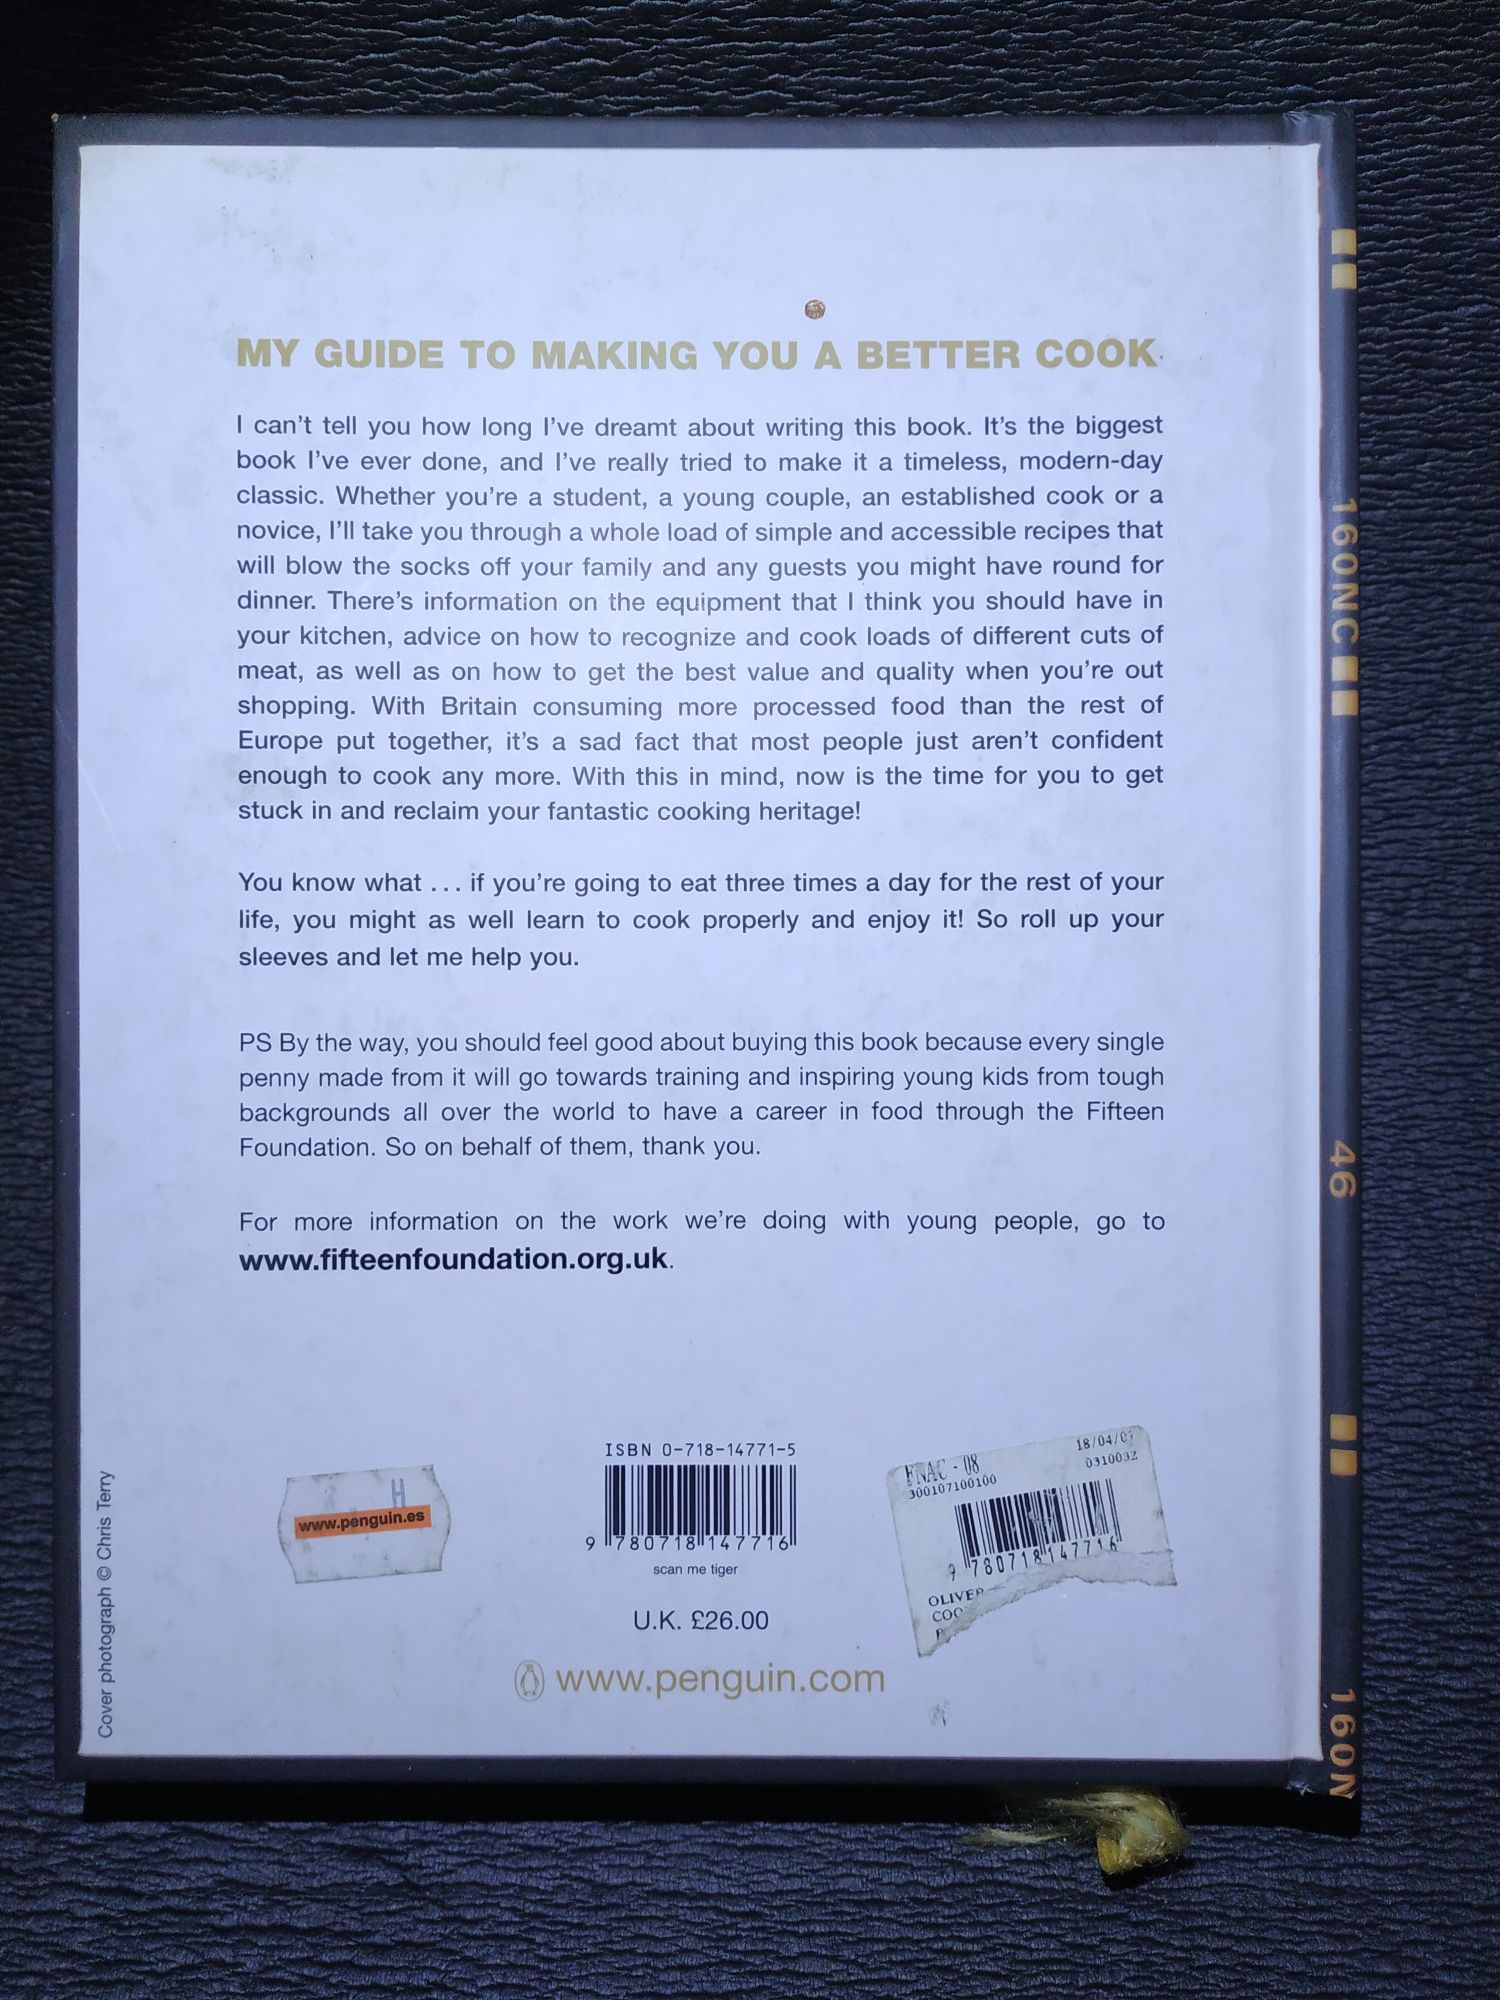 MY GUIDE TO MAKING YOU A BETTER COOK.
I can't tell you how long I've dreamt about writing this book. It's the biggest
book I've ever done, and I've really tried to make it a timeless, modern-day
classic. Whether you're a student, a young couple, an established cook or a
novice, I'll take you through a whole load of simple and accessible recipes that
will blow the socks off your family and any guests you might have round for
dinner. There's information on the equipment that I think you should have in
your kitchen, advice on how to recognize and cook loads of different cuts of
meat, as well as on how to get the best value and quality when you're out
shopping. With Britain consuming more processed food than the rest of
Europe put together, it's a sad fact that most people just aren't confident
enough to cook any more. With this in mind, now is the time for you to get
stuck in and reclaim your fantastic cooking heritage!
You know what ... if you're going to eat three times a day for the rest of your
life, you might as well learn to cook properly and enjoy it! So roll up your
sleeves and let me help you.
PS By the way, you should feel good about buying this book because every single
penny made from it will go towards training and inspiring young kids from tough
backgrounds all over the world to have a career in food through the Fifteen
Foundation. So on behalf of them, thank you.
For more information on the work we're doing with young people, go to
www.fifteenfoundation.org.uk.
Cover photograph © Chris Terry
H
www.penguin.es
ISBN 0-718-14771-5
9 780718 147716
scan me tiger
U.K. £26.00
www.penguin.com
FNAC - 08
18/04/0
300107100100
0310032
9 780718 147716
OLIVER
COO
160NC
46
160N